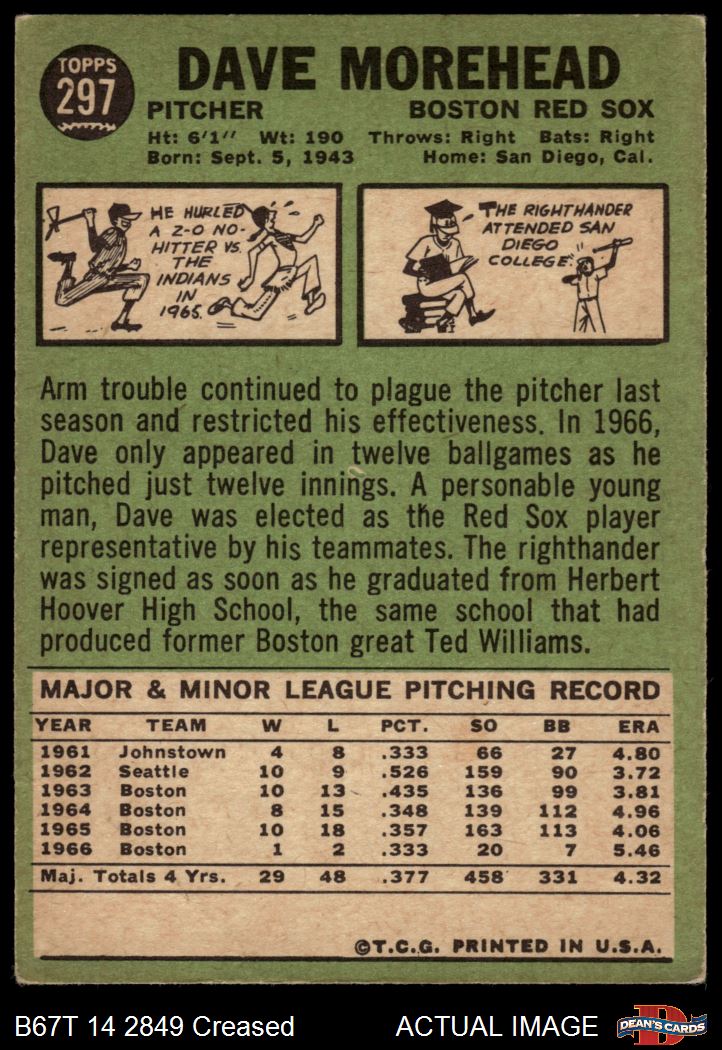 TOPPS
297
DAVE MOREHEAD
PITCHER BOSTON RED SOX
Ht: 6'1" Wt: 190 Throws: Right Bats: Right
Born: Sept. 5, 1943 Home: San Diego, Cal.
HE HURLED
A 2-0 NO-
HITTER VS.
THE
INDIANS
IN
1965.
THE RIGHTHANDER
ATTENDED SAN
DIEGO
COLLEGE.
Arm trouble continued to plague the pitcher last
season and restricted his effectiveness. In 1966,
Dave only appeared in twelve ballgames as he
pitched just twelve innings. A personable young
man, Dave was elected as the Red Sox player
representative by his teammates. The righthander
was signed as soon as he graduated from Herbert
Hoover High School, the same school that had
produced former Boston great Ted Williams.
MAJOR & MINOR LEAGUE PITCHING RECORD
YEAR TEAM W L PCT. SO BB ERA
1961 Johnstown 4 8 .333 66 27 4.80
1962 Seattle 10 9 .526 159 90 3.72
1963 Boston 10 13 .435 136 99 3.81
1964 Boston 8 15 .348 139 112 4.96
1965 Boston 10 18 .357 163 113 4.06
1966 Boston 1 2 .333 20 7 5.46
Maj. Totals 4 Yrs. 29 48 .377 458 331 4.32
©T.C.G. PRINTED IN U.S.A.
B67T 14 2849 Creased ACTUAL IMAGE DEAN'S CARDS